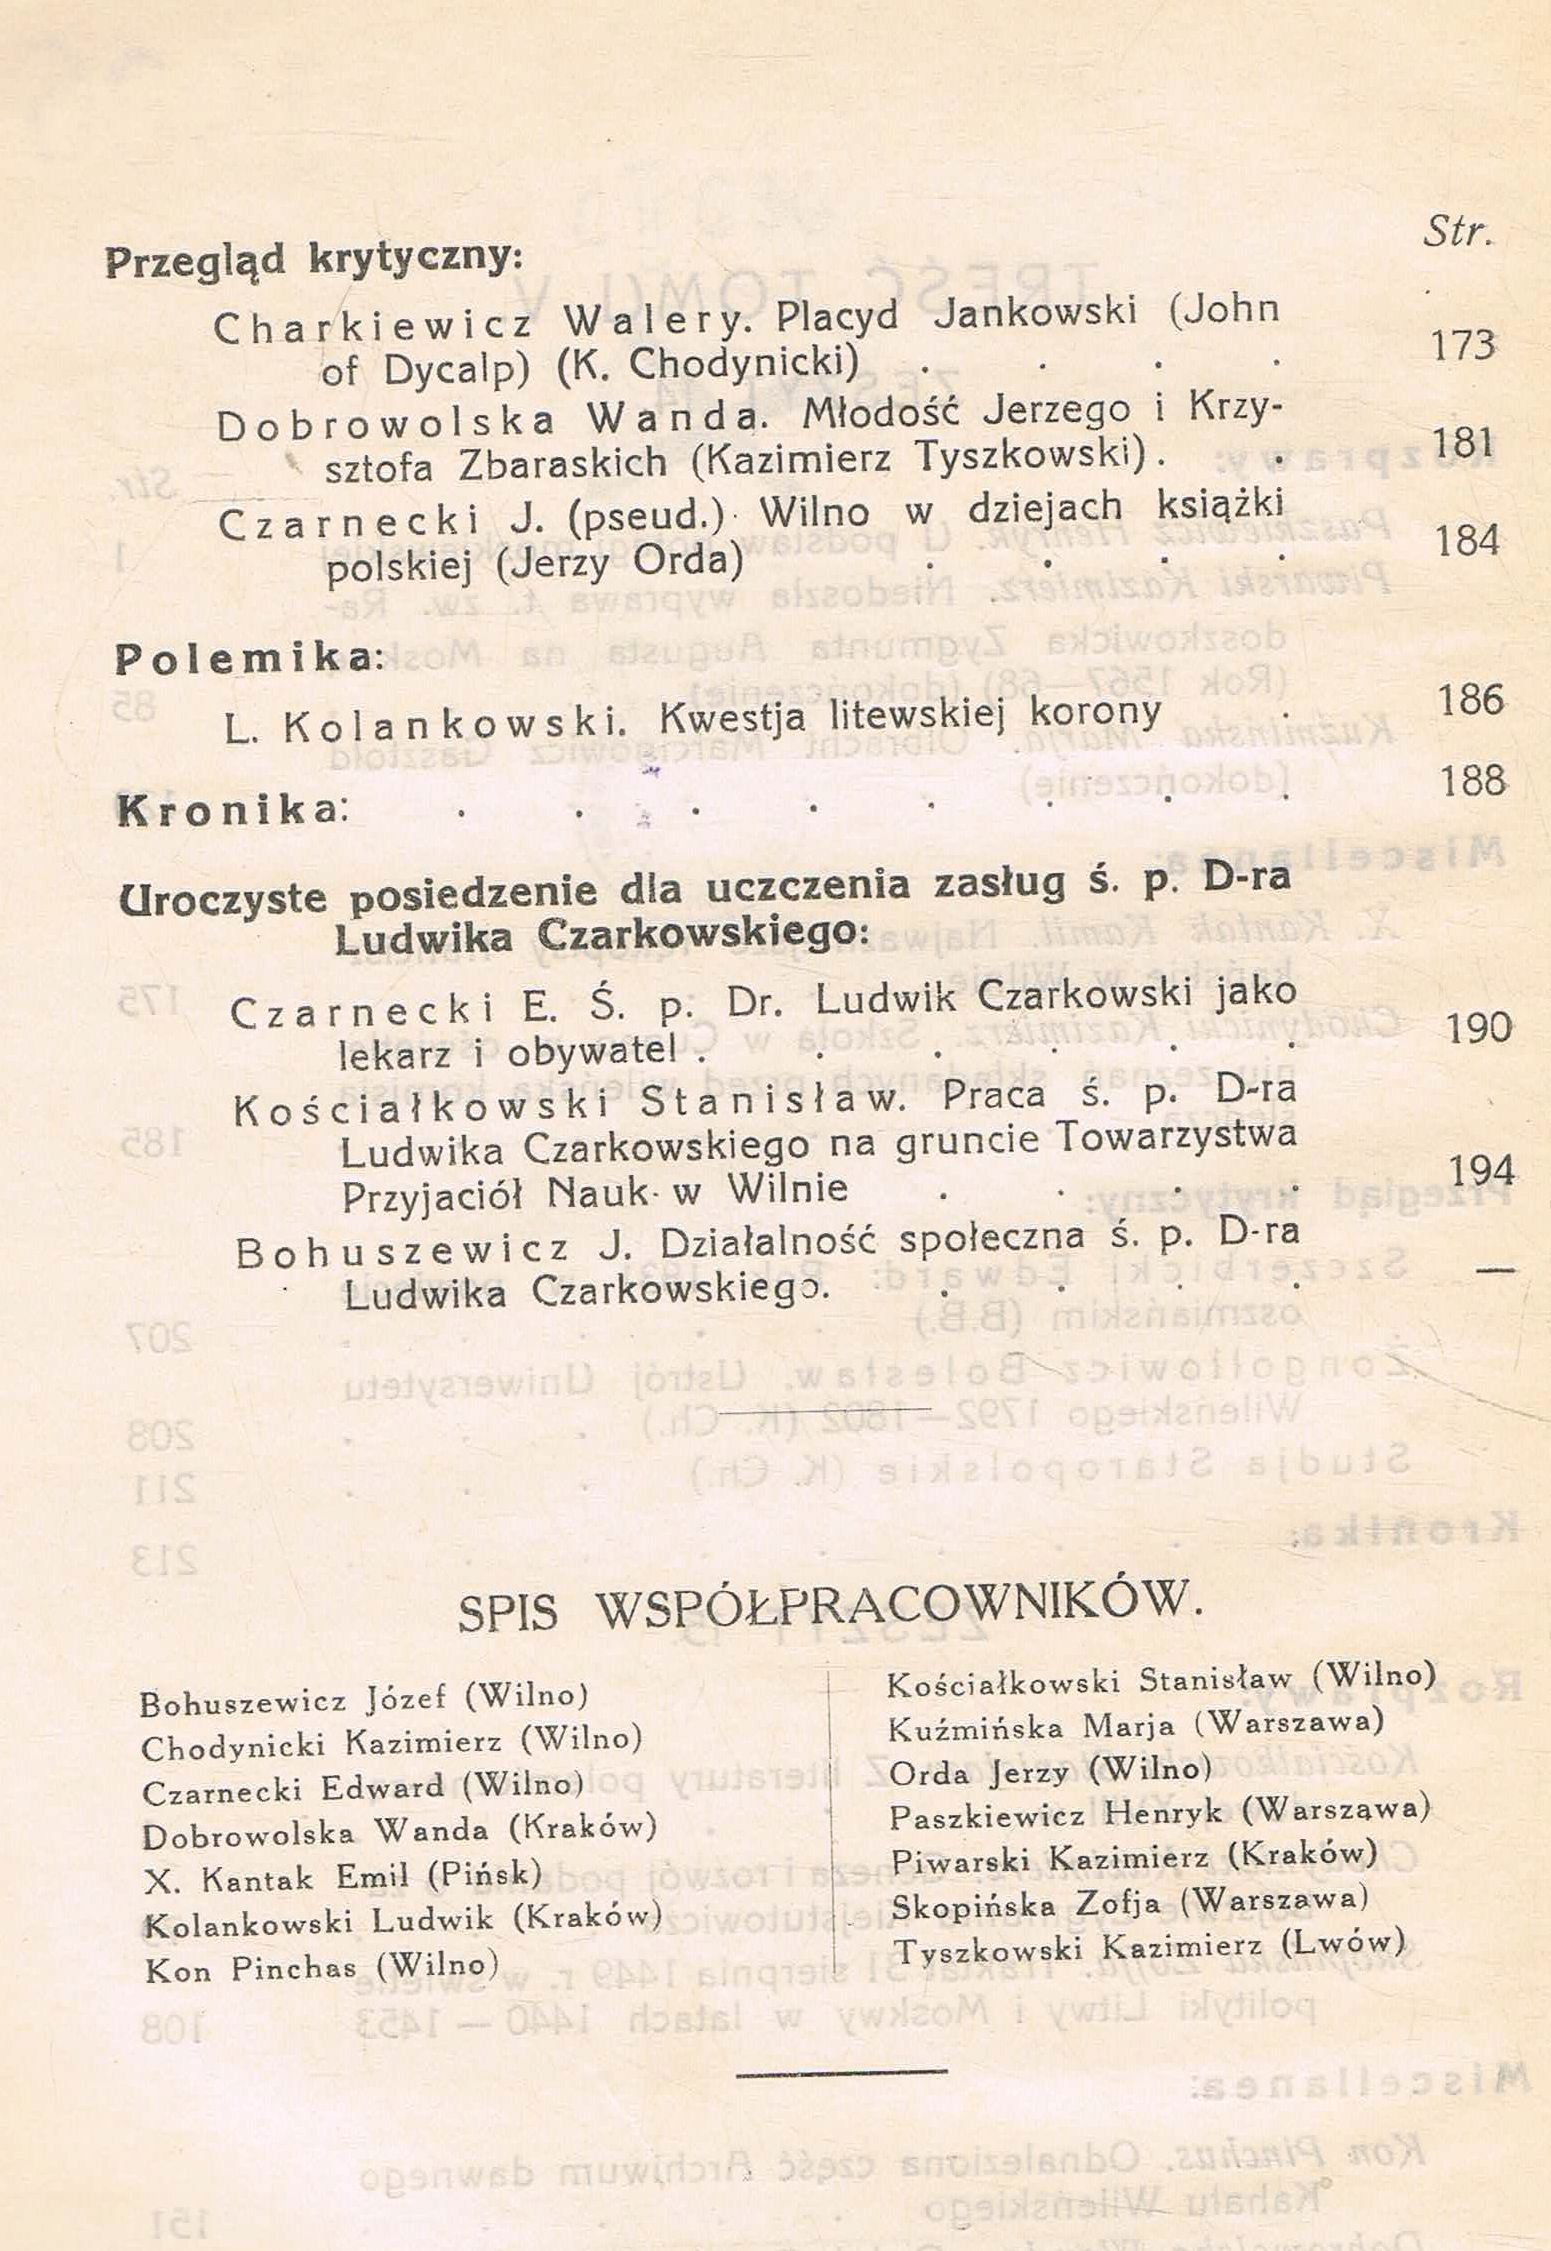 Str.
Przegląd krytyczny:
Charkiewicz Walery. Placyd Jankowski (John
of Dycalp) (K. Chodynicki) . . . . 173
Dobrowolska Wanda. Młodość Jerzego i Krzy-
sztofa Zbaraskich (Kazimierz Tyszkowski) . . 181
Czarnecki J. (pseud.) Wilno w dziejach książki
polskiej (Jerzy Orda) . . . . 184
Polemika:
L. Kolankowski. Kwestja litewskiej korony . 186
Kronika: . . . . . . . . 188
Uroczyste posiedzenie dla uczczenia zasług ś. p. D-ra
Ludwika Czarkowskiego:
Czarnecki E. Ś. p. Dr. Ludwik Czarkowski jako
lekarz i obywatel . . . . . . 190
Kościałkowski Stanisław. Praca ś. p. D-ra
Ludwika Czarkowskiego na gruncie Towarzystwa
Przyjaciół Nauk w Wilnie . . . . 194
Bohuszewicz J. Działalność społeczna ś. p. D-ra
Ludwika Czarkowskiego. . . . . —
SPIS WSPÓŁPRACOWNIKÓW.
Bohuszewicz Józef (Wilno)
Chodynicki Kazimierz (Wilno)
Czarnecki Edward (Wilno)
Dobrowolska Wanda (Kraków)
X. Kantak Emil (Pińsk)
Kolankowski Ludwik (Kraków)
Kon Pinchas (Wilno)
Kościałkowski Stanisław (Wilno)
Kuźmińska Marja (Warszawa)
Orda Jerzy (Wilno)
Paszkiewicz Henryk (Warszawa)
Piwarski Kazimierz (Kraków)
Skopińska Zofja (Warszawa)
Tyszkowski Kazimierz (Lwów)